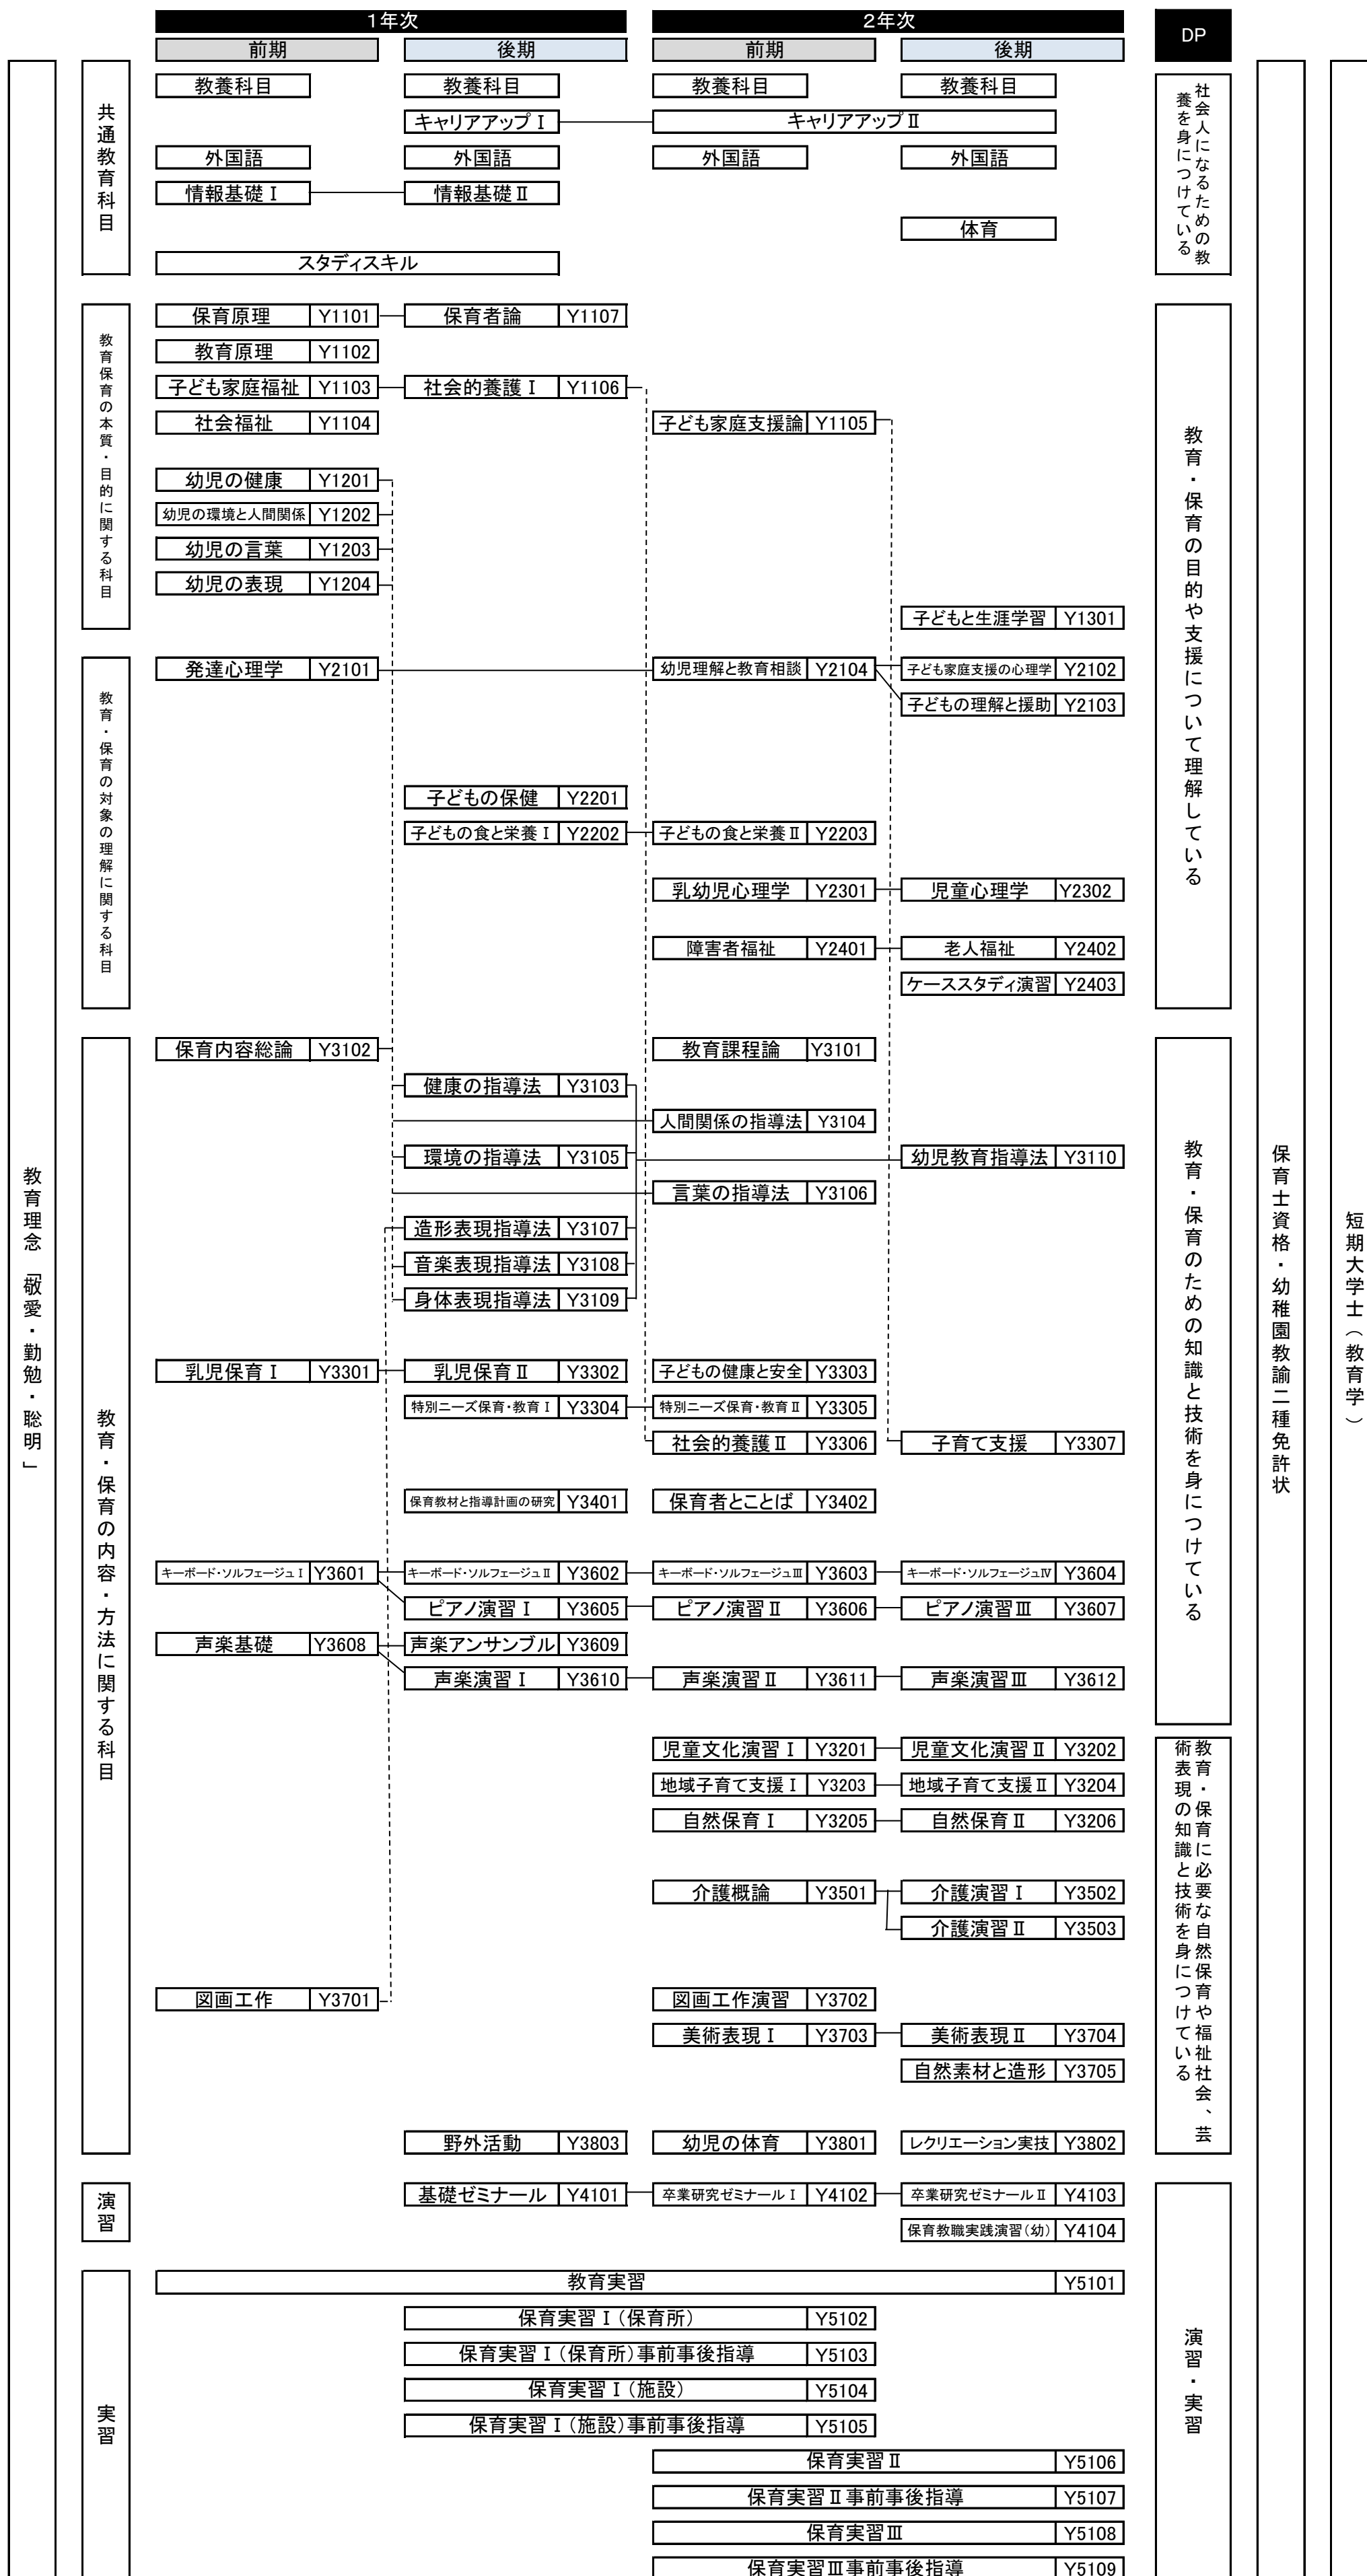 1年次
2年次
DP
前期
後期
前期
後期
教育理念「敬愛・勤勉・聡明」
共通教育科目
教養科目
教養科目
教養科目
教養科目
キャリアアップⅠ
キャリアアップⅡ
外国語
外国語
外国語
外国語
情報基礎Ⅰ
情報基礎Ⅱ
体育
スタディスキル
社会人になるための教
養を身につけている
教育保育の本質・目的に関する科目
保育原理 Y1101
保育者論 Y1107
教育原理 Y1102
子ども家庭福祉 Y1103
社会的養護Ⅰ Y1106
社会福祉 Y1104
子ども家庭支援論 Y1105
幼児の健康 Y1201
幼児の環境と人間関係 Y1202
幼児の言葉 Y1203
幼児の表現 Y1204
子どもと生涯学習 Y1301
教育・保育の目的や支援について理解している
教育・保育の対象の理解に関する科目
発達心理学 Y2101
幼児理解と教育相談 Y2104
子ども家庭支援の心理学 Y2102
子どもの理解と援助 Y2103
子どもの保健 Y2201
子どもの食と栄養Ⅰ Y2202
子どもの食と栄養Ⅱ Y2203
乳幼児心理学 Y2301
児童心理学 Y2302
障害者福祉 Y2401
老人福祉 Y2402
ケーススタディ演習 Y2403
教育・保育の内容・方法に関する科目
保育内容総論 Y3102
教育課程論 Y3101
健康の指導法 Y3103
人間関係の指導法 Y3104
環境の指導法 Y3105
幼児教育指導法 Y3110
言葉の指導法 Y3106
造形表現指導法 Y3107
音楽表現指導法 Y3108
身体表現指導法 Y3109
乳児保育Ⅰ Y3301
乳児保育Ⅱ Y3302
子どもの健康と安全 Y3303
特別ニーズ保育・教育Ⅰ Y3304
特別ニーズ保育・教育Ⅱ Y3305
社会的養護Ⅱ Y3306
子育て支援 Y3307
保育教材と指導計画の研究 Y3401
保育者とことば Y3402
キーボード・ソルフェージュⅠ Y3601
キーボード・ソルフェージュⅡ Y3602
キーボード・ソルフェージュⅢ Y3603
キーボード・ソルフェージュⅣ Y3604
ピアノ演習Ⅰ Y3605
ピアノ演習Ⅱ Y3606
ピアノ演習Ⅲ Y3607
声楽基礎 Y3608
声楽アンサンブル Y3609
声楽演習Ⅰ Y3610
声楽演習Ⅱ Y3611
声楽演習Ⅲ Y3612
教育・保育のための知識と技術を身につけている
児童文化演習Ⅰ Y3201
児童文化演習Ⅱ Y3202
地域子育て支援Ⅰ Y3203
地域子育て支援Ⅱ Y3204
自然保育Ⅰ Y3205
自然保育Ⅱ Y3206
介護概論 Y3501
介護演習Ⅰ Y3502
介護演習Ⅱ Y3503
図画工作 Y3701
図画工作演習 Y3702
美術表現Ⅰ Y3703
美術表現Ⅱ Y3704
自然素材と造形 Y3705
野外活動 Y3803
幼児の体育 Y3801
レクリエーション実技 Y3802
教育・保育に必要な自然保育や福祉社会、芸
術表現の知識と技術を身につけている
演習
基礎ゼミナール Y4101
卒業研究ゼミナールⅠ Y4102
卒業研究ゼミナールⅡ Y4103
保育教職実践演習(幼) Y4104
実習
教育実習 Y5101
保育実習Ⅰ(保育所) Y5102
保育実習Ⅰ(保育所)事前事後指導 Y5103
保育実習Ⅰ(施設) Y5104
保育実習Ⅰ(施設)事前事後指導 Y5105
保育実習Ⅱ Y5106
保育実習Ⅱ事前事後指導 Y5107
保育実習Ⅲ Y5108
保育実習Ⅲ事前事後指導 Y5109
演習・実習
保育士資格・幼稚園教諭二種免許状
短期大学士(教育学)